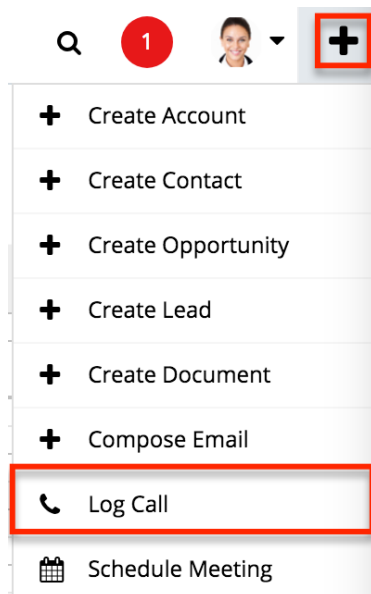 1
Create Account
Create Contact
Create Opportunity
Create Lead
Create Document
Compose Email
Log Call
Schedule Meeting